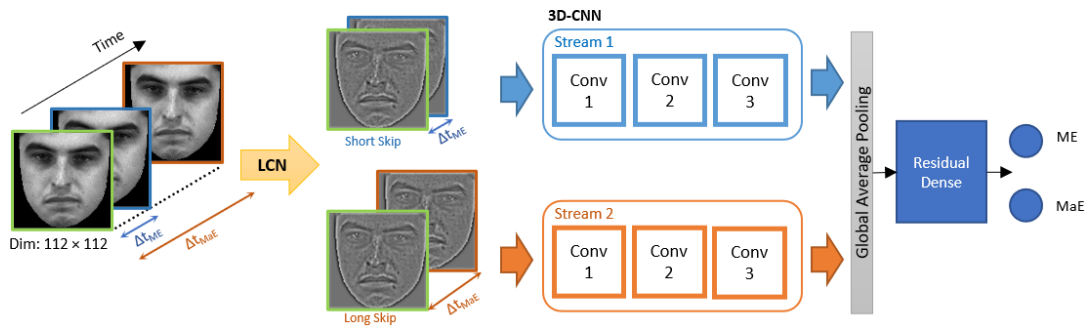 Time
Dim: 112 × 112
Δt_ME
Δt_MaE
LCN
Short Skip
Δt_ME
Long Skip
Δt_MaE
3D-CNN
Stream 1
Conv
1
Conv
2
Conv
3
Stream 2
Conv
1
Conv
2
Conv
3
Global Average Pooling
Residual
Dense
ME
MaE